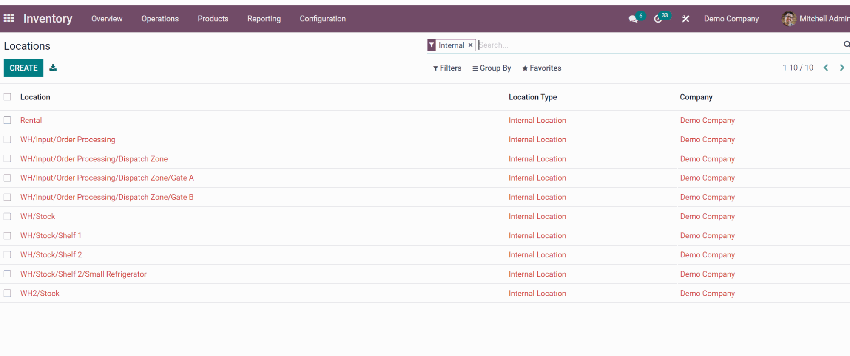 Inventory Overview Operations Products Reporting Configuration 6 33 Demo Company Mitchell Admin
Locations Internal × Search...
CREATE Filters Group By Favorites 1-10 / 10
Location Location Type Company
Rental Internal Location Demo Company
WH/Input/Order Processing Internal Location Demo Company
WH/Input/Order Processing/Dispatch Zone Internal Location Demo Company
WH/Input/Order Processing/Dispatch Zone/Gate A Internal Location Demo Company
WH/Input/Order Processing/Dispatch Zone/Gate B Internal Location Demo Company
WH/Stock Internal Location Demo Company
WH/Stock/Shelf 1 Internal Location Demo Company
WH/Stock/Shelf 2 Internal Location Demo Company
WH/Stock/Shelf 2/Small Refrigerator Internal Location Demo Company
WH2/Stock Internal Location Demo Company